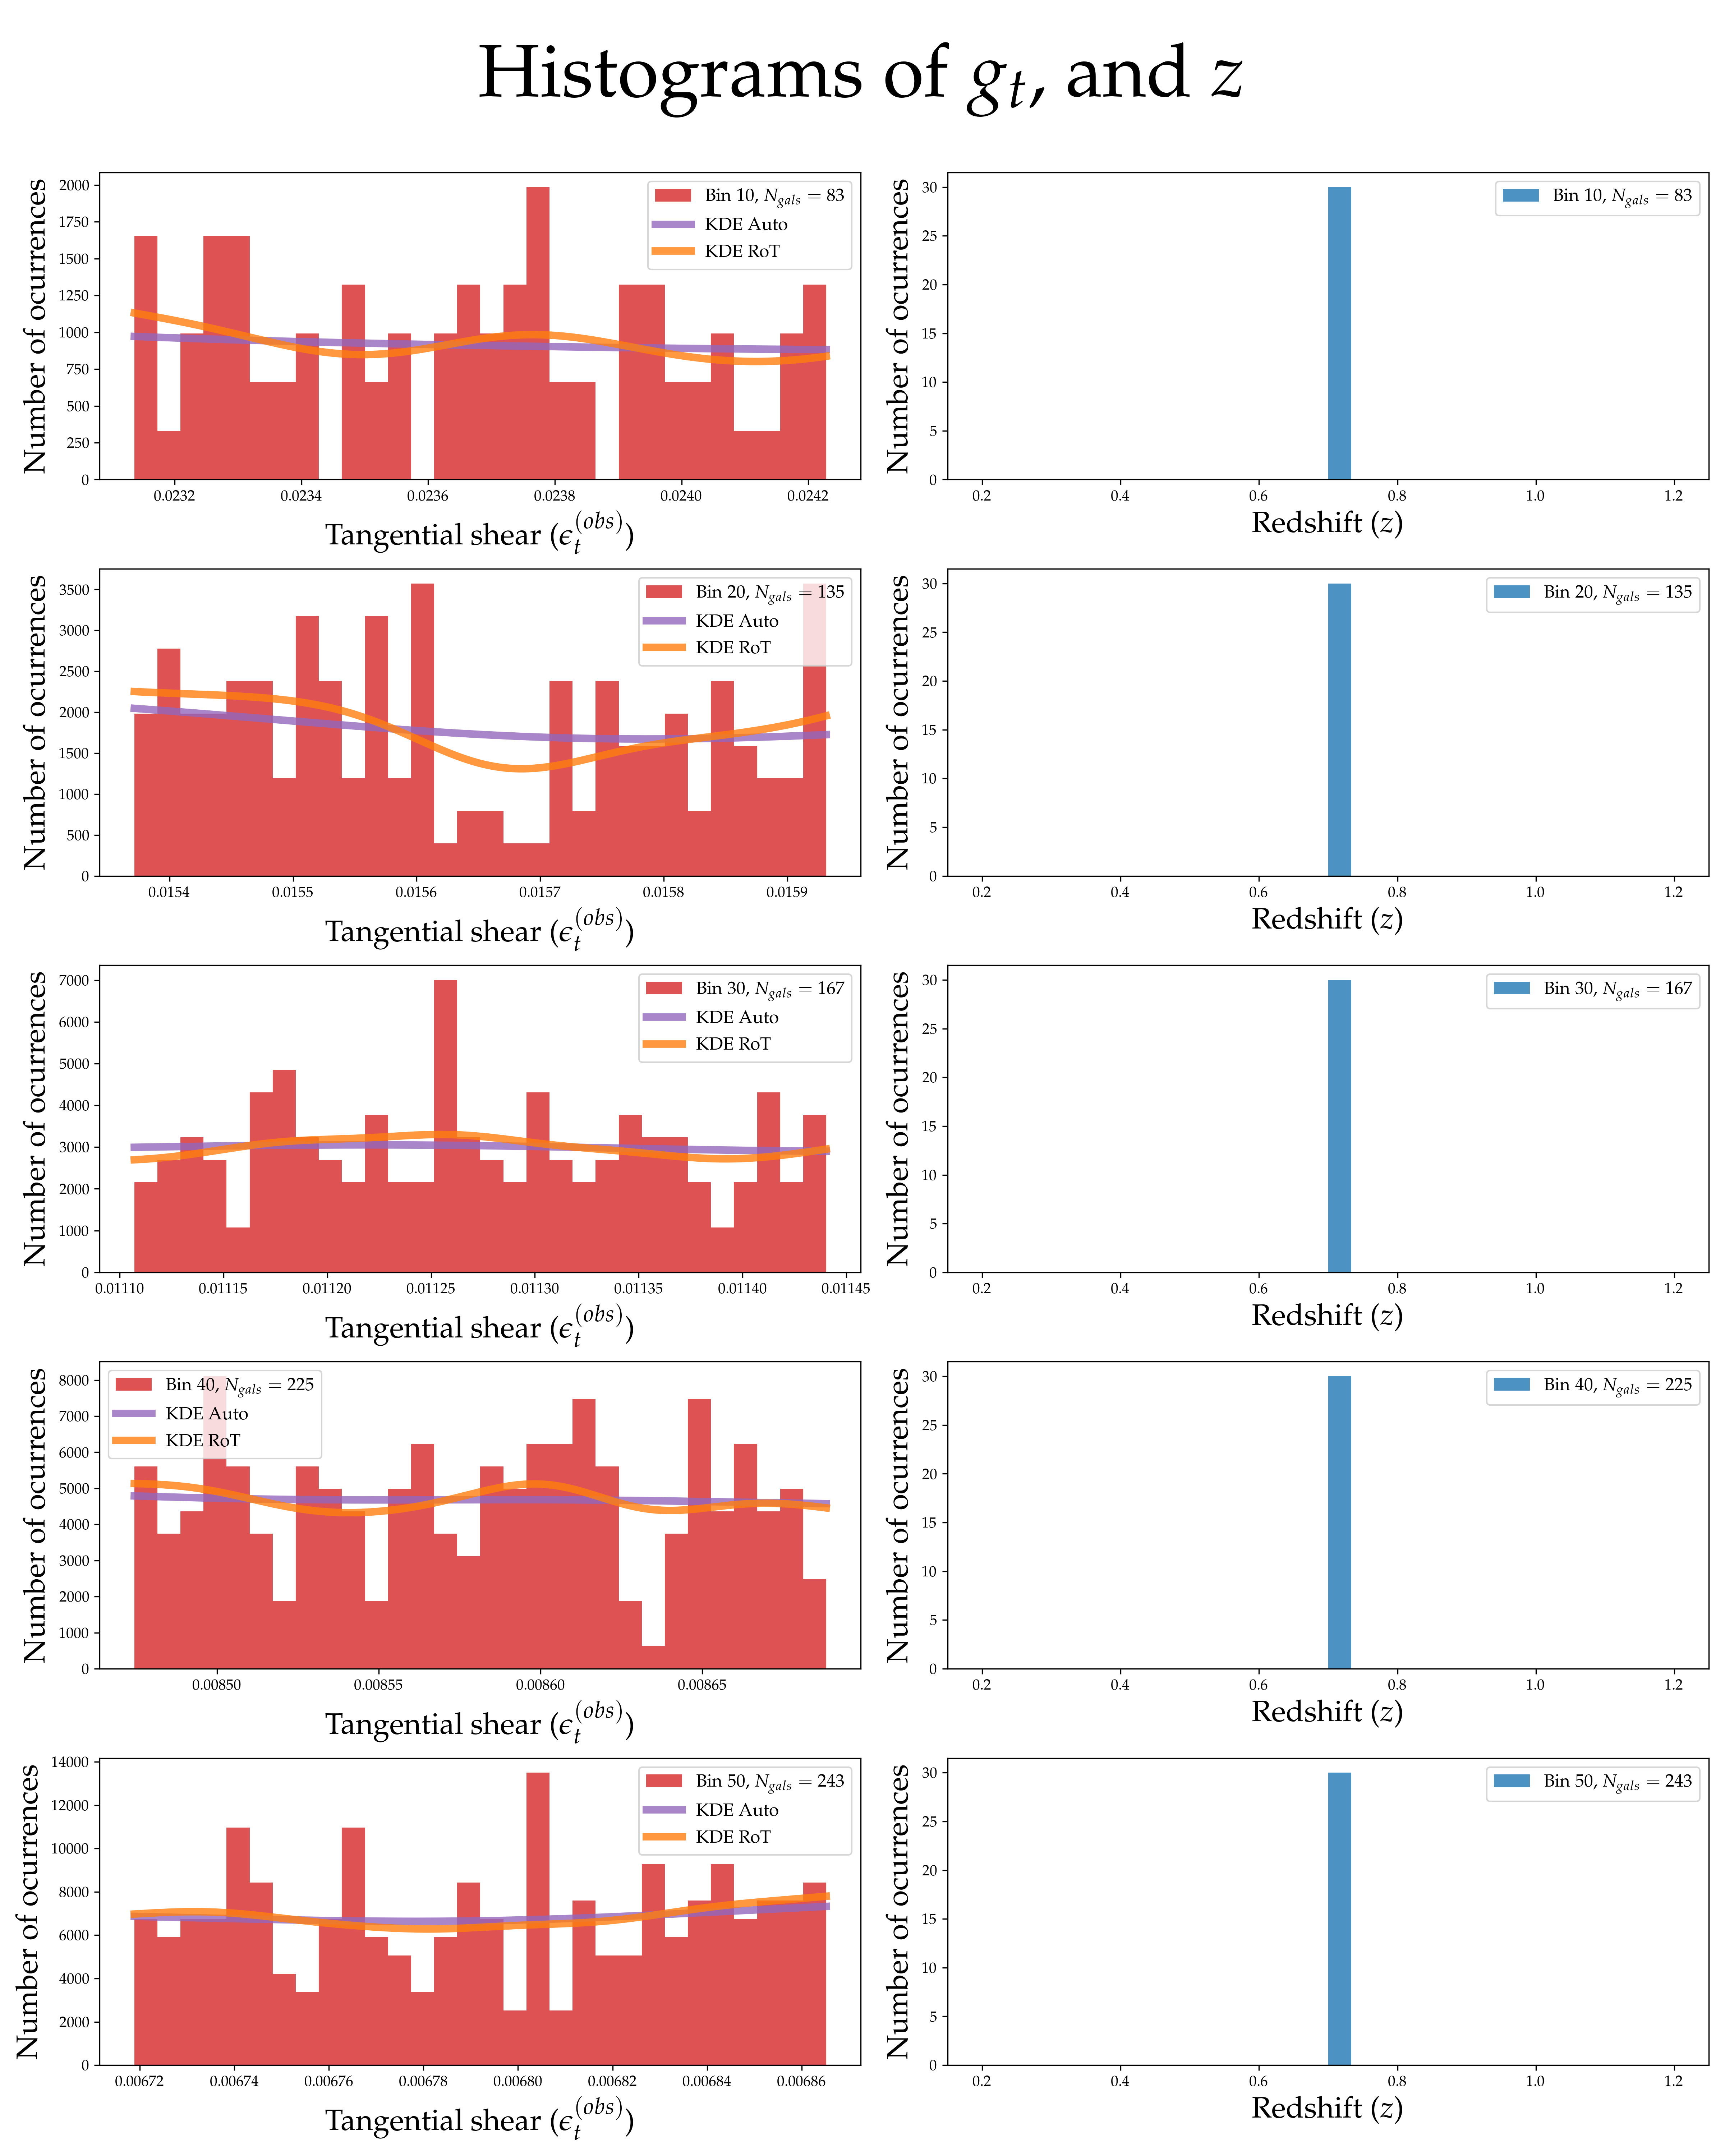 Histograms of g_t, and z
Number of ocurrences
2000
1750
1500
1250
1000
750
500
250
0
Bin 10, N_gals = 83
KDE Auto
KDE RoT
0.0232 0.0234 0.0236 0.0238 0.0240 0.0242
Tangential shear (ϵ_t^(obs))
Number of ocurrences
30
25
20
15
10
5
0
Bin 10, N_gals = 83
0.2 0.4 0.6 0.8 1.0 1.2
Redshift (z)
Number of ocurrences
3500
3000
2500
2000
1500
1000
500
0
Bin 20, N_gals = 135
KDE Auto
KDE RoT
0.0154 0.0155 0.0156 0.0157 0.0158 0.0159
Tangential shear (ϵ_t^(obs))
Number of ocurrences
30
25
20
15
10
5
0
Bin 20, N_gals = 135
0.2 0.4 0.6 0.8 1.0 1.2
Redshift (z)
Number of ocurrences
7000
6000
5000
4000
3000
2000
1000
0
Bin 30, N_gals = 167
KDE Auto
KDE RoT
0.01110 0.01115 0.01120 0.01125 0.01130 0.01135 0.01140 0.01145
Tangential shear (ϵ_t^(obs))
Number of ocurrences
30
25
20
15
10
5
0
Bin 30, N_gals = 167
0.2 0.4 0.6 0.8 1.0 1.2
Redshift (z)
Number of ocurrences
8000
7000
6000
5000
4000
3000
2000
1000
0
Bin 40, N_gals = 225
KDE Auto
KDE RoT
0.00850 0.00855 0.00860 0.00865
Tangential shear (ϵ_t^(obs))
Number of ocurrences
30
25
20
15
10
5
0
Bin 40, N_gals = 225
0.2 0.4 0.6 0.8 1.0 1.2
Redshift (z)
Number of ocurrences
14000
12000
10000
8000
6000
4000
2000
0
Bin 50, N_gals = 243
KDE Auto
KDE RoT
0.00672 0.00674 0.00676 0.00678 0.00680 0.00682 0.00684 0.00686
Tangential shear (ϵ_t^(obs))
Number of ocurrences
30
25
20
15
10
5
0
Bin 50, N_gals = 243
0.2 0.4 0.6 0.8 1.0 1.2
Redshift (z)